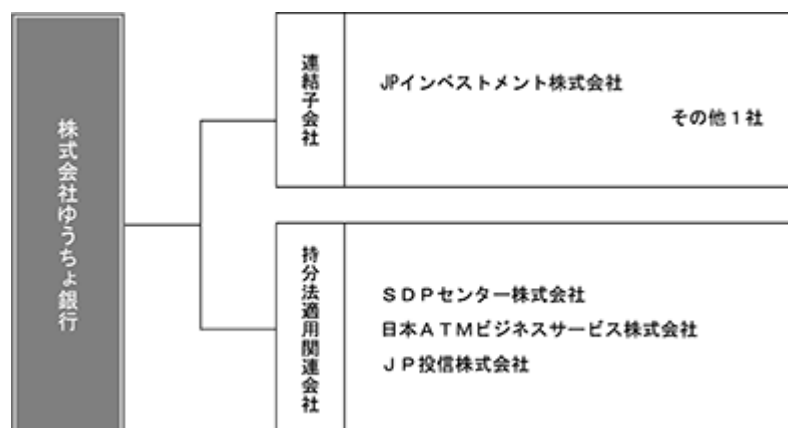 株式会社ゆうちょ銀行
連結子会社
JPインベストメント株式会社
その他１社
持分法適用関連会社
ＳＤＰセンター株式会社
日本ＡＴＭビジネスサービス株式会社
ＪＰ投信株式会社